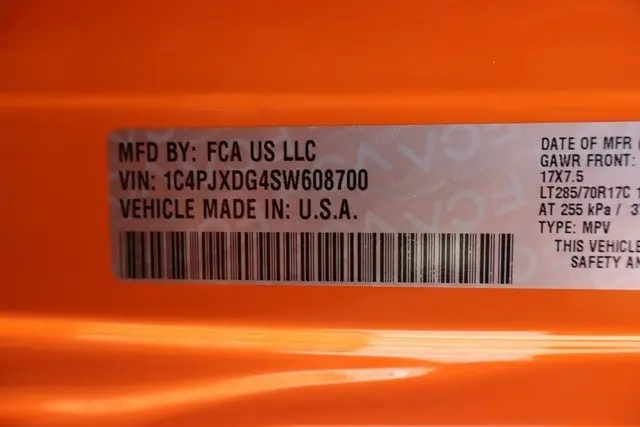 MFD BY: FCA US LLC
VIN: 1C4PJXDG4SW608700
VEHICLE MADE IN: U.S.A.
DATE OF MFR
GAWR FRONT:
17X7.5
LT285/70R17C
AT 255 kPa /
TYPE: MPV
THIS VEHICLE
SAFETY